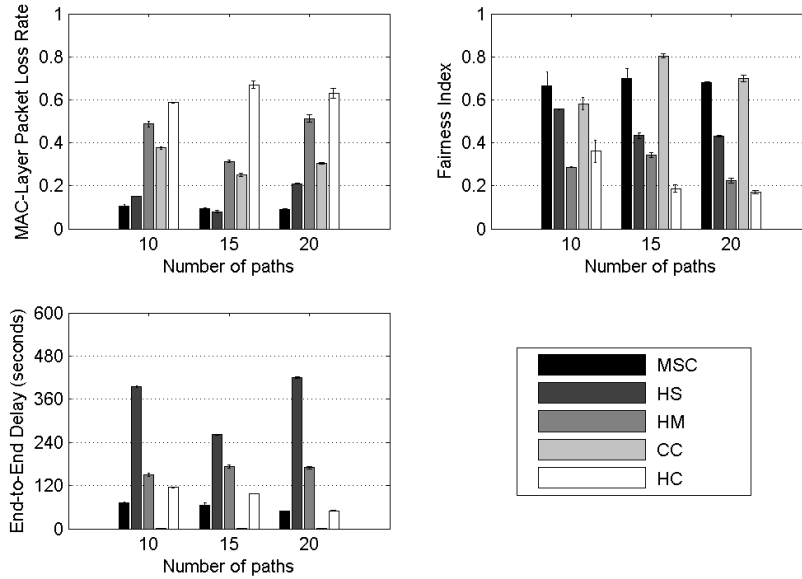 MAC-Layer Packet Loss Rate
1
0.8
0.6
0.4
0.2
0
10 15 20
Number of paths
Fairness Index
1
0.8
0.6
0.4
0.2
0
10 15 20
Number of paths
End-to-End Delay (seconds)
600
480
360
240
120
0
10 15 20
Number of paths
MSC
HS
HM
CC
HC